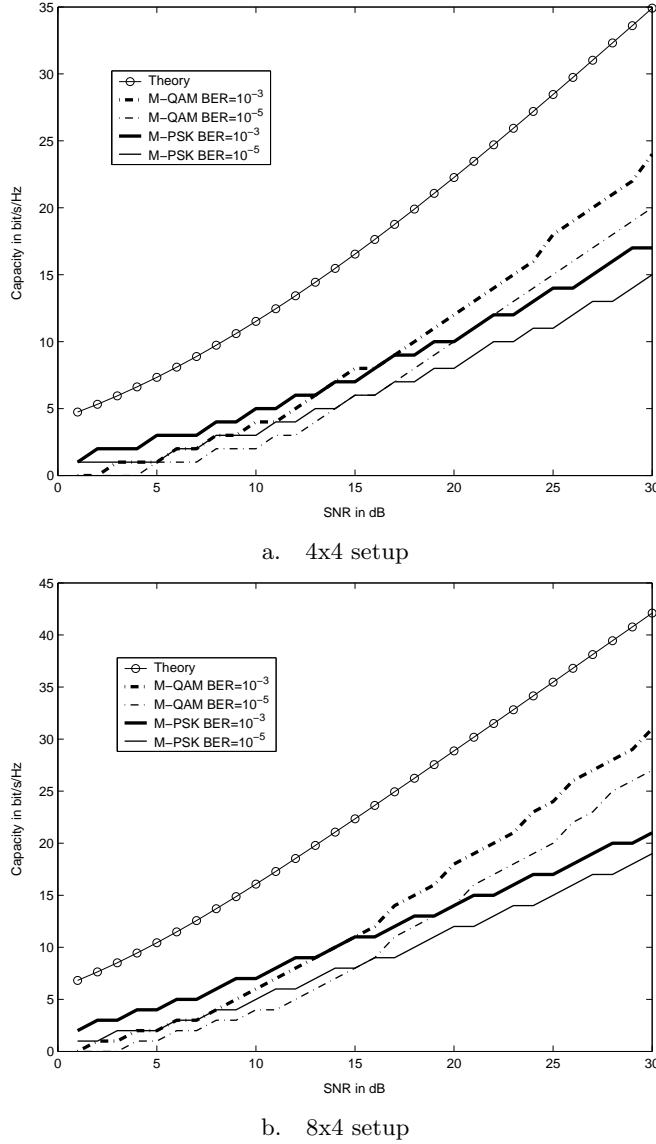 35
30
25
20
15
10
5
0
Capacity in bit/s/Hz
Theory
M−QAM BER=10⁻³
M−QAM BER=10⁻⁵
M−PSK BER=10⁻³
M−PSK BER=10⁻⁵
0 5 10 15 20 25 30
SNR in dB
a. 4x4 setup
45
40
35
30
25
20
15
10
5
0
Capacity in bit/s/Hz
Theory
M−QAM BER=10⁻³
M−QAM BER=10⁻⁵
M−PSK BER=10⁻³
M−PSK BER=10⁻⁵
0 5 10 15 20 25 30
SNR in dB
b. 8x4 setup